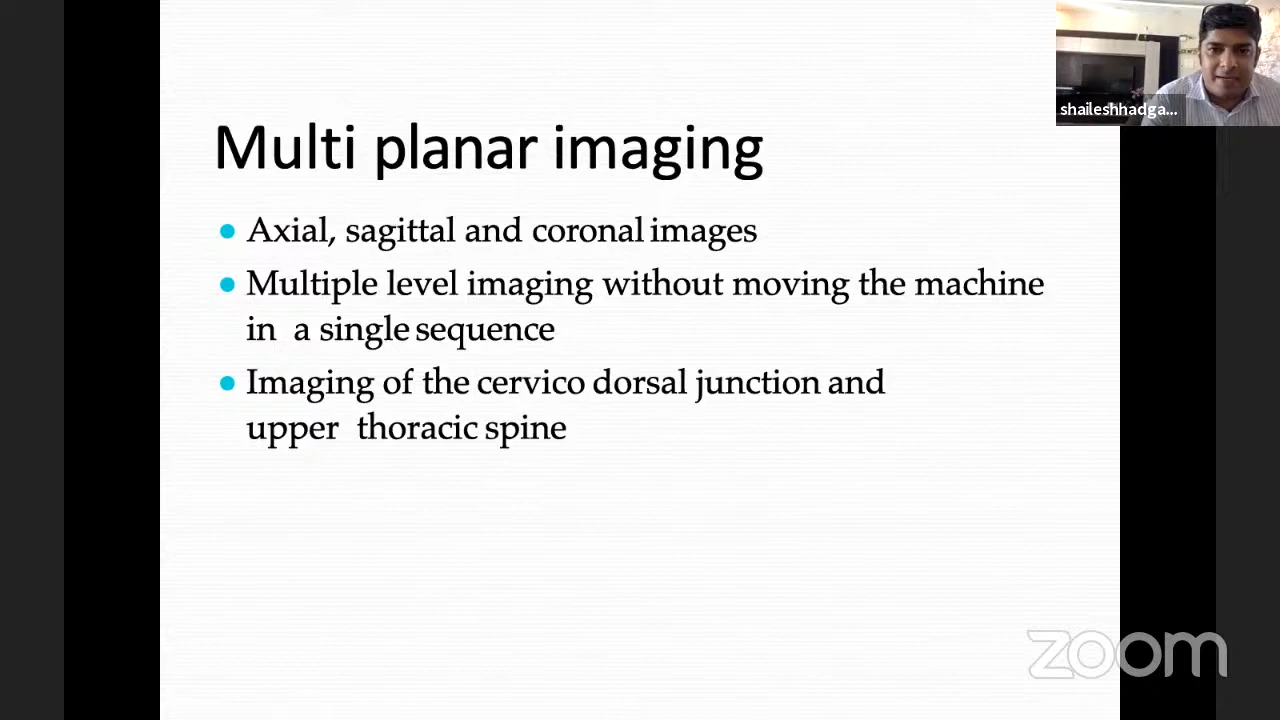 shaileshhadga...
Multi planar imaging
Axial, sagittal and coronal images
Multiple level imaging without moving the machine
in a single sequence
Imaging of the cervico dorsal junction and
upper thoracic spine
zoom